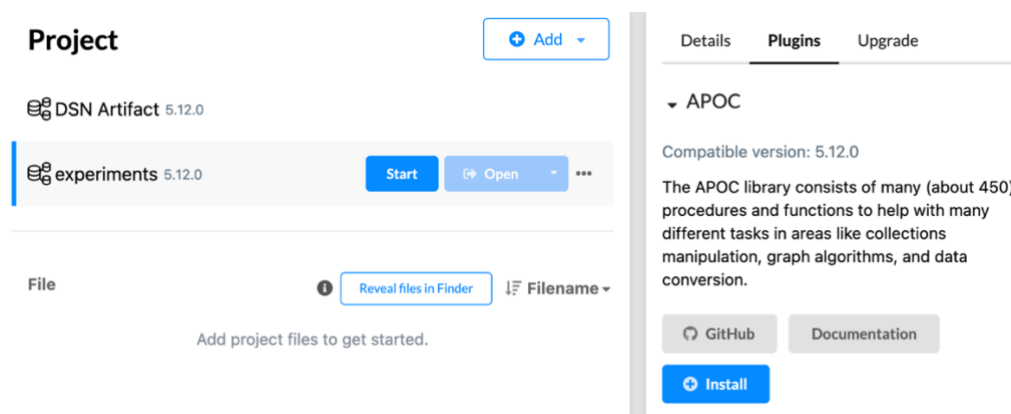 Project
Add
DSN Artifact 5.12.0
experiments 5.12.0
Start
Open
File
Reveal files in Finder
Filename
Add project files to get started.
Details Plugins Upgrade
APOC
Compatible version: 5.12.0
The APOC library consists of many (about 450)
procedures and functions to help with many
different tasks in areas like collections
manipulation, graph algorithms, and data
conversion.
GitHub
Documentation
Install